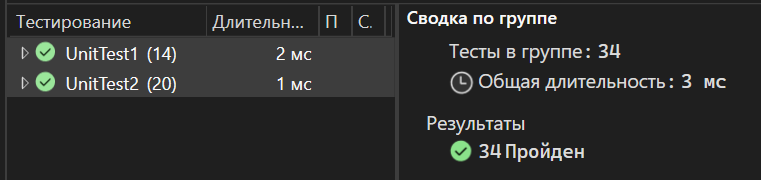 Тестирование Длительн... П С.
UnitTest1 (14) 2 мс
UnitTest2 (20) 1 мс
Сводка по группе
Тесты в группе: 34
Общая длительность: 3 мс
Результаты
34 Пройден